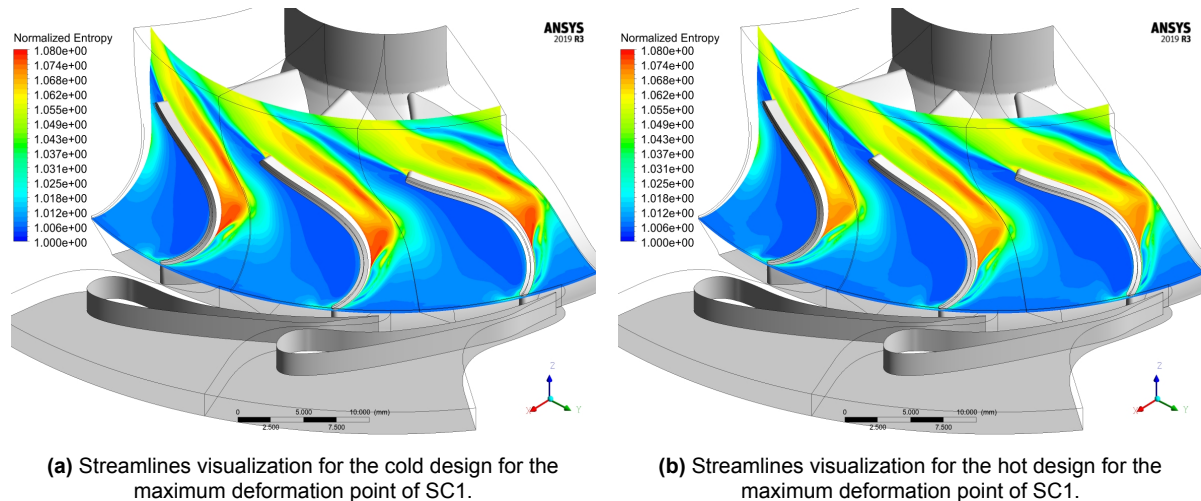 ANSYS
2019 R3
Normalized Entropy
1.080e+00
1.074e+00
1.068e+00
1.062e+00
1.055e+00
1.049e+00
1.043e+00
1.037e+00
1.031e+00
1.025e+00
1.018e+00
1.012e+00
1.006e+00
1.000e+00
Z
X
Y
0 5.000 10.000 (mm)
2.500 7.500
(a) Streamlines visualization for the cold design for the
maximum deformation point of SC1.
ANSYS
2019 R3
Normalized Entropy
1.080e+00
1.074e+00
1.068e+00
1.062e+00
1.055e+00
1.049e+00
1.043e+00
1.037e+00
1.031e+00
1.025e+00
1.018e+00
1.012e+00
1.006e+00
1.000e+00
Z
X
Y
0 5.000 10.000 (mm)
2.500 7.500
(b) Streamlines visualization for the hot design for the
maximum deformation point of SC1.